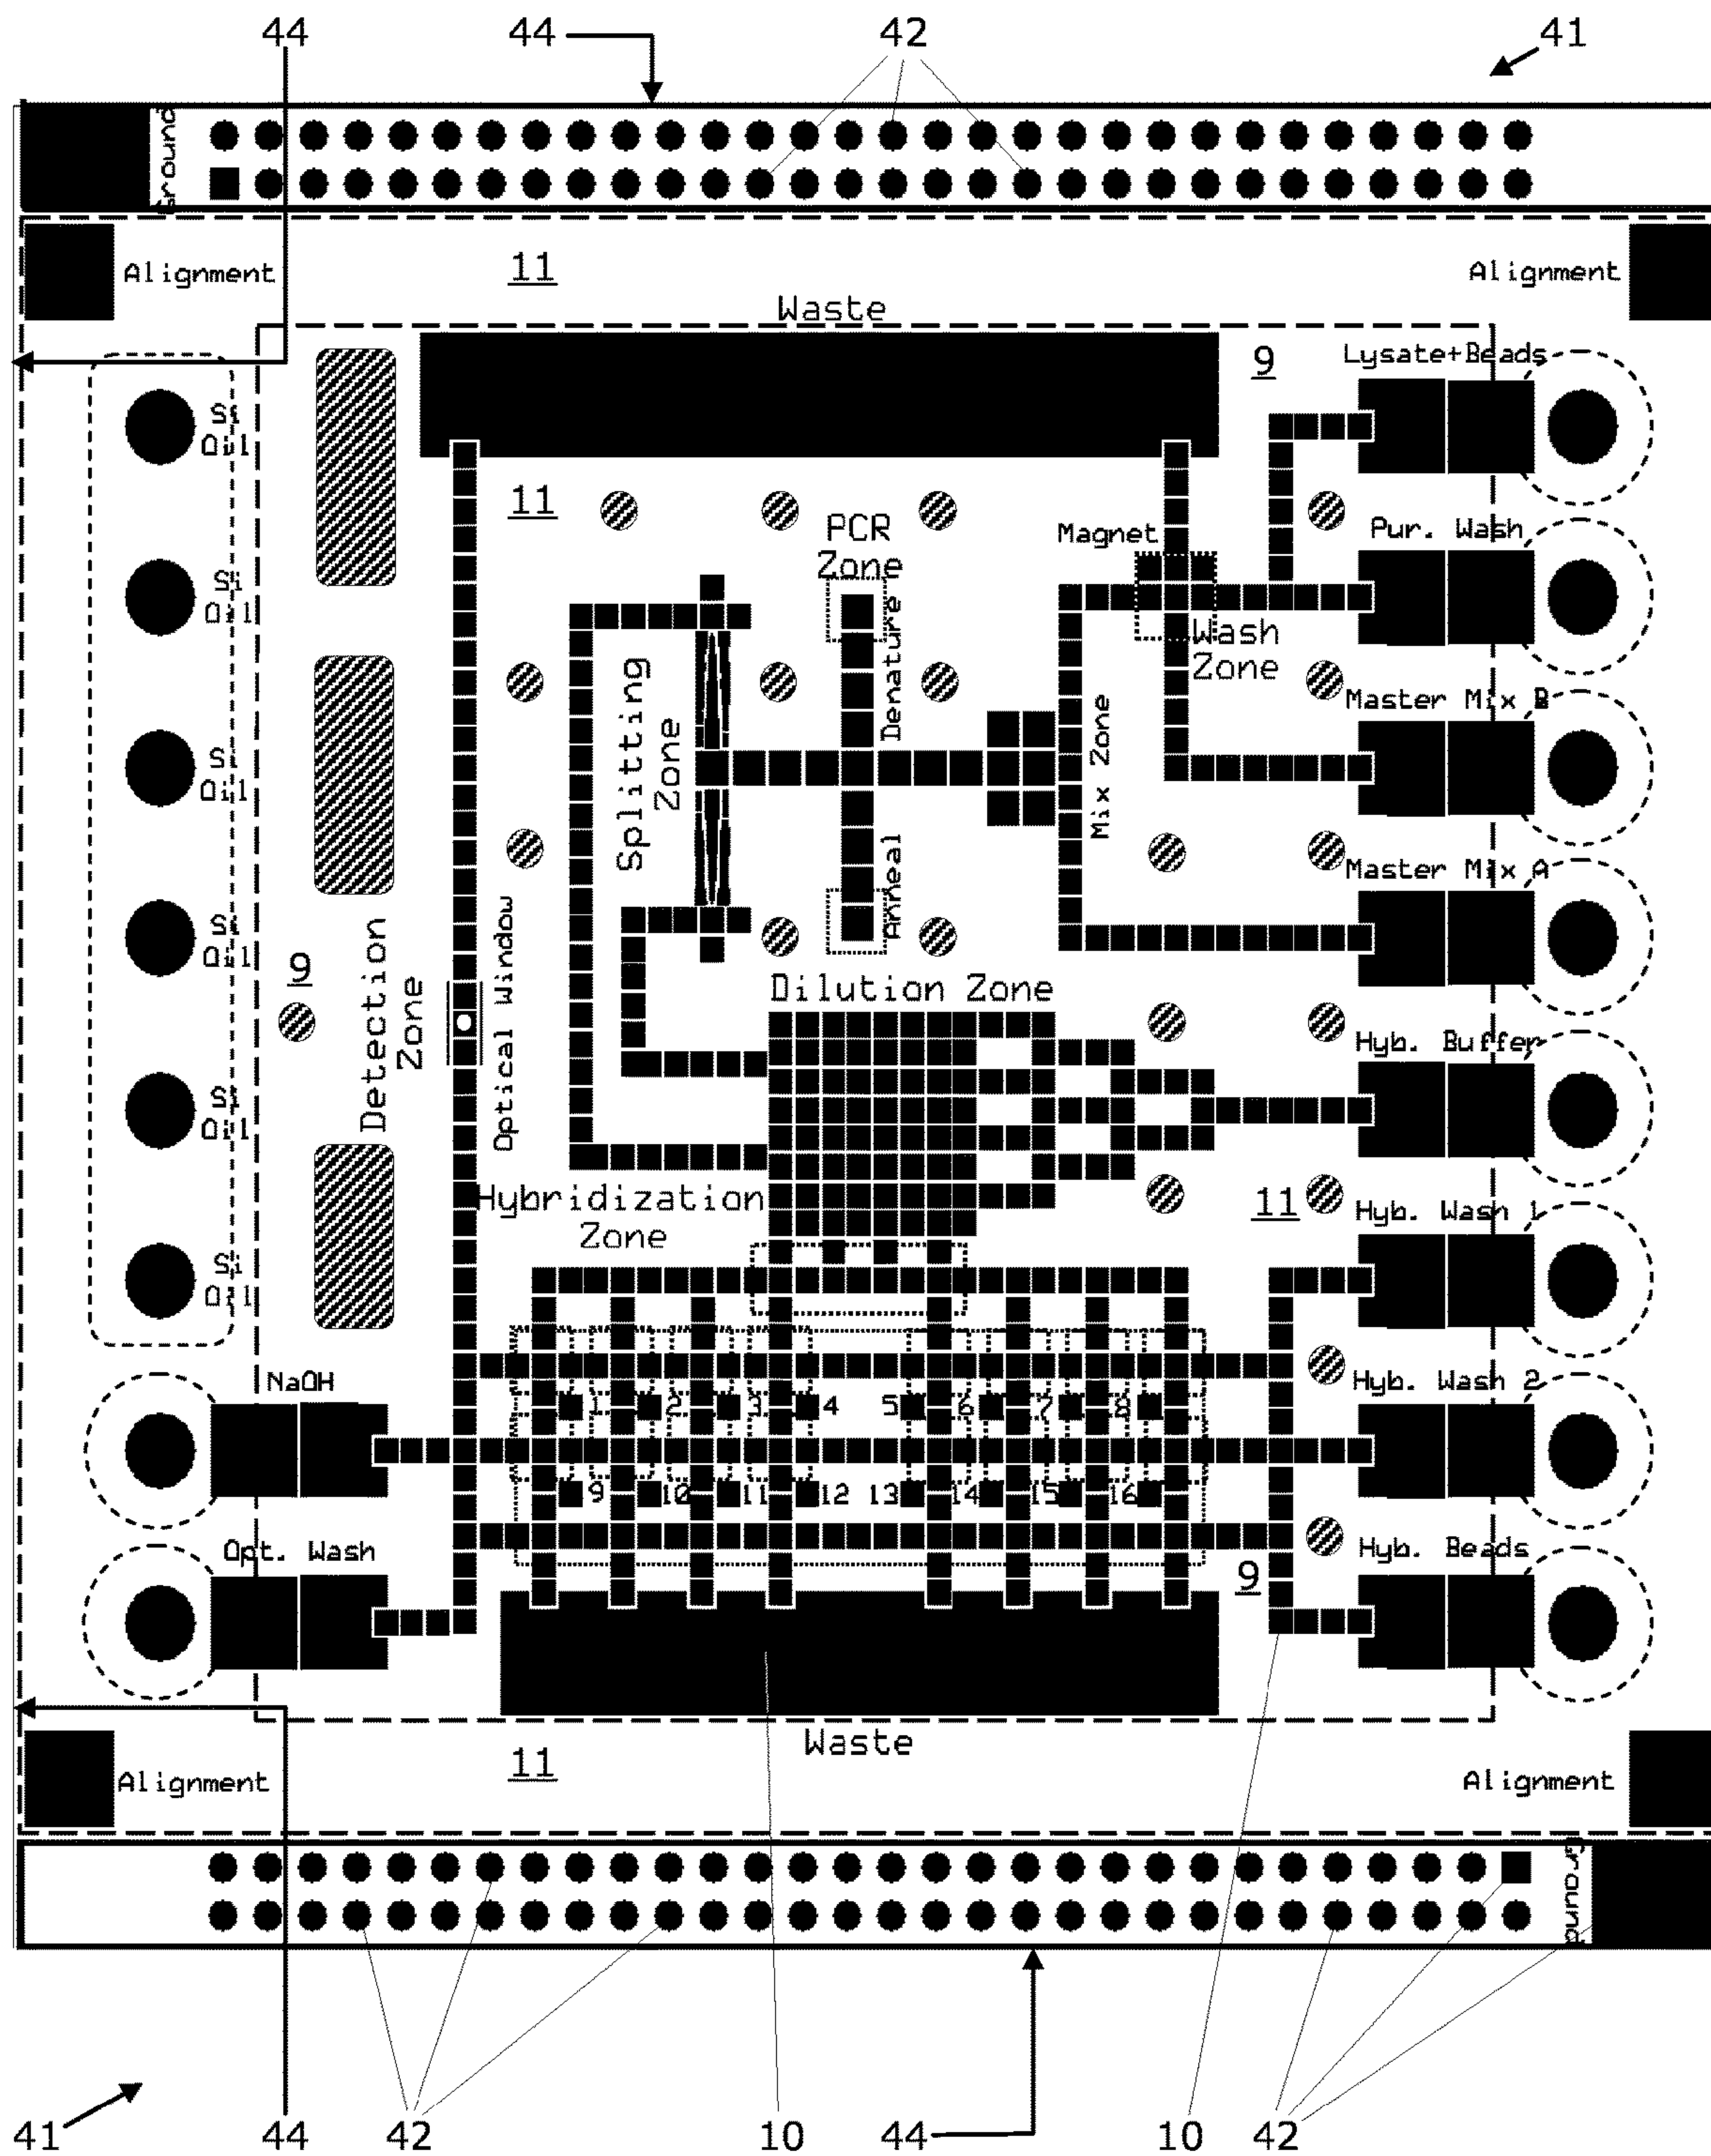 44
44
42
41
Ground
Alignment
11
Alignment
Waste
9
Lysate+Beads
Si
Oil
11
PCR
Zone
Magnet
Pur. Wash
Si
Oil
Denature
Wash
Zone
Splitting
Zone
Mix Zone
Master Mix B
Si
Oil
Anneal
Master Mix A
Optical Window
Detection
Zone
Si
Oil
9
Dilution Zone
Hyb. Buffer
Si
Oil
Hybridization
Zone
11
Hyb. Wash 1
Si
Oil
NaOH
Hyb. Wash 2
1 2 3 4 5 6 7 8
9 10 11 12 13 14 15 16
Opt. Wash
Hyb. Beads
9
Waste
11
Alignment
Alignment
Ground
41
44
42
10
44
10
42